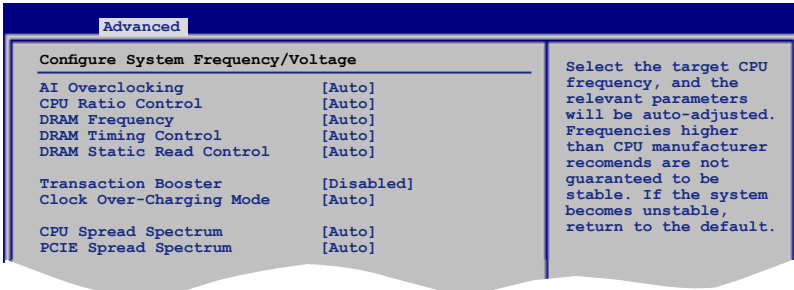 Advanced
Configure System Frequency/Voltage
AI Overclocking [Auto]
CPU Ratio Control [Auto]
DRAM Frequency [Auto]
DRAM Timing Control [Auto]
DRAM Static Read Control [Auto]
Transaction Booster [Disabled]
Clock Over-Charging Mode [Auto]
CPU Spread Spectrum [Auto]
PCIE Spread Spectrum [Auto]
Select the target CPU
frequency, and the
relevant parameters
will be auto-adjusted.
Frequencies higher
than CPU manufacturer
recomends are not
guaranteed to be
stable. If the system
becomes unstable,
return to the default.